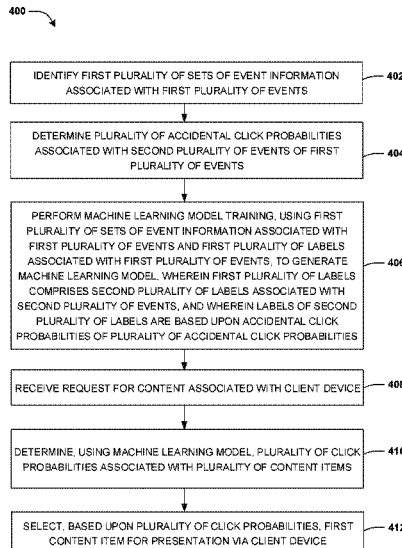 400
IDENTIFY FIRST PLURALITY OF SETS OF EVENT INFORMATION
ASSOCIATED WITH FIRST PLURALITY OF EVENTS
402
DETERMINE PLURALITY OF ACCIDENTAL CLICK PROBABILITIES
ASSOCIATED WITH SECOND PLURALITY OF EVENTS OF FIRST
PLURALITY OF EVENTS
404
PERFORM MACHINE LEARNING MODEL TRAINING, USING FIRST
PLURALITY OF SETS OF EVENT INFORMATION ASSOCIATED WITH
FIRST PLURALITY OF EVENTS AND FIRST PLURALITY OF LABELS
ASSOCIATED WITH FIRST PLURALITY OF EVENTS, TO GENERATE
MACHINE LEARNING MODEL, WHEREIN FIRST PLURALITY OF LABELS
COMPRISES SECOND PLURALITY OF LABELS ASSOCIATED WITH
SECOND PLURALITY OF EVENTS, AND WHEREIN LABELS OF SECOND
PLURALITY OF LABELS ARE BASED UPON ACCIDENTAL CLICK
PROBABILITIES OF PLURALITY OF ACCIDENTAL CLICK PROBABILITIES
406
RECEIVE REQUEST FOR CONTENT ASSOCIATED WITH CLIENT DEVICE
408
DETERMINE, USING MACHINE LEARNING MODEL, PLURALITY OF CLICK
PROBABILITIES ASSOCIATED WITH PLURALITY OF CONTENT ITEMS
410
SELECT, BASED UPON PLURALITY OF CLICK PROBABILITIES, FIRST
CONTENT ITEM FOR PRESENTATION VIA CLIENT DEVICE
412